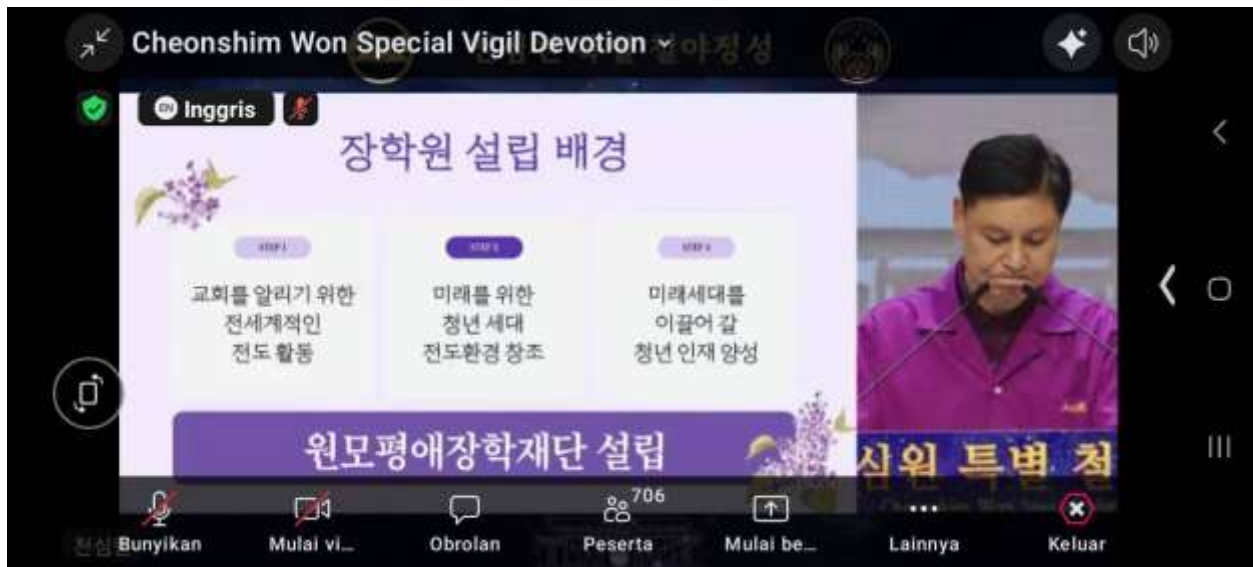 Cheonshim Won Special Vigil Devotion
EN Inggris
장학원 설립 배경
STEP 1
교회를 알리기 위한
전세계적인
전도 활동
미래를 위한
청년 세대
전도환경 창조
미래세대를
이끌어 갈
청년 인재 양성
원모평애장학재단 설립
심원 특별 철
706
Bunyikan
Mulai vi...
Obrolan
Peserta
Mulai be...
Lainnya
Keluar